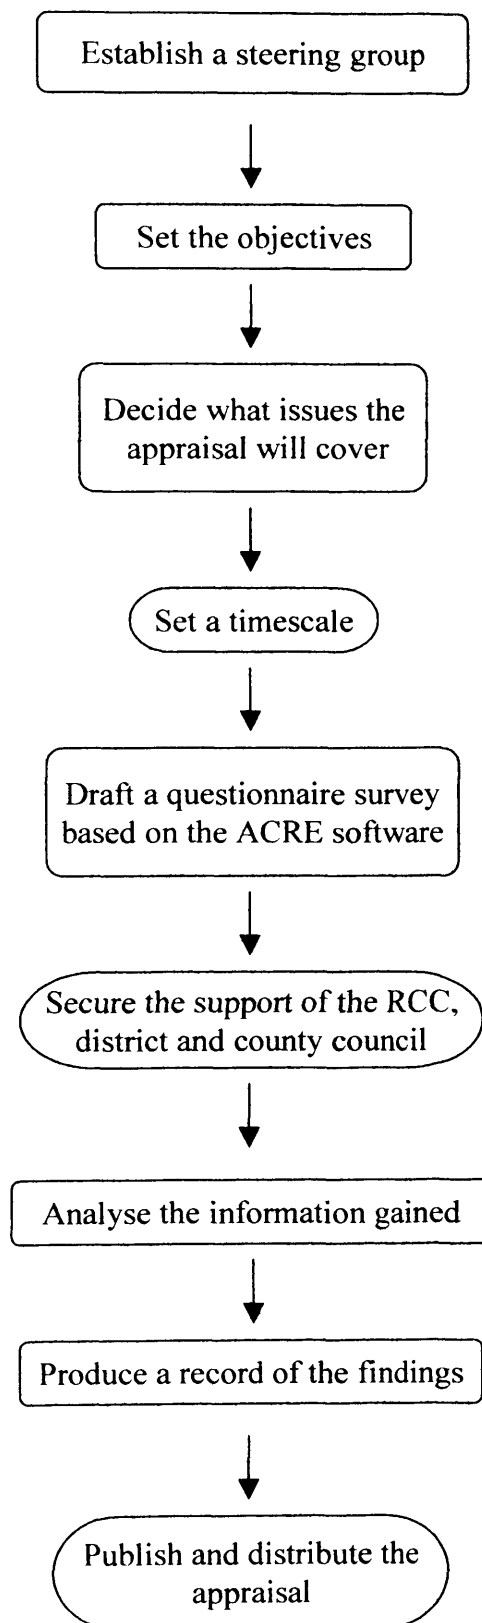 Establish a steering group
Set the objectives
Decide what issues the
appraisal will cover
Set a timescale
Draft a questionnaire survey
based on the ACRE software
Secure the support of the RCC,
district and county council
Analyse the information gained
Produce a record of the findings
Publish and distribute the
appraisal